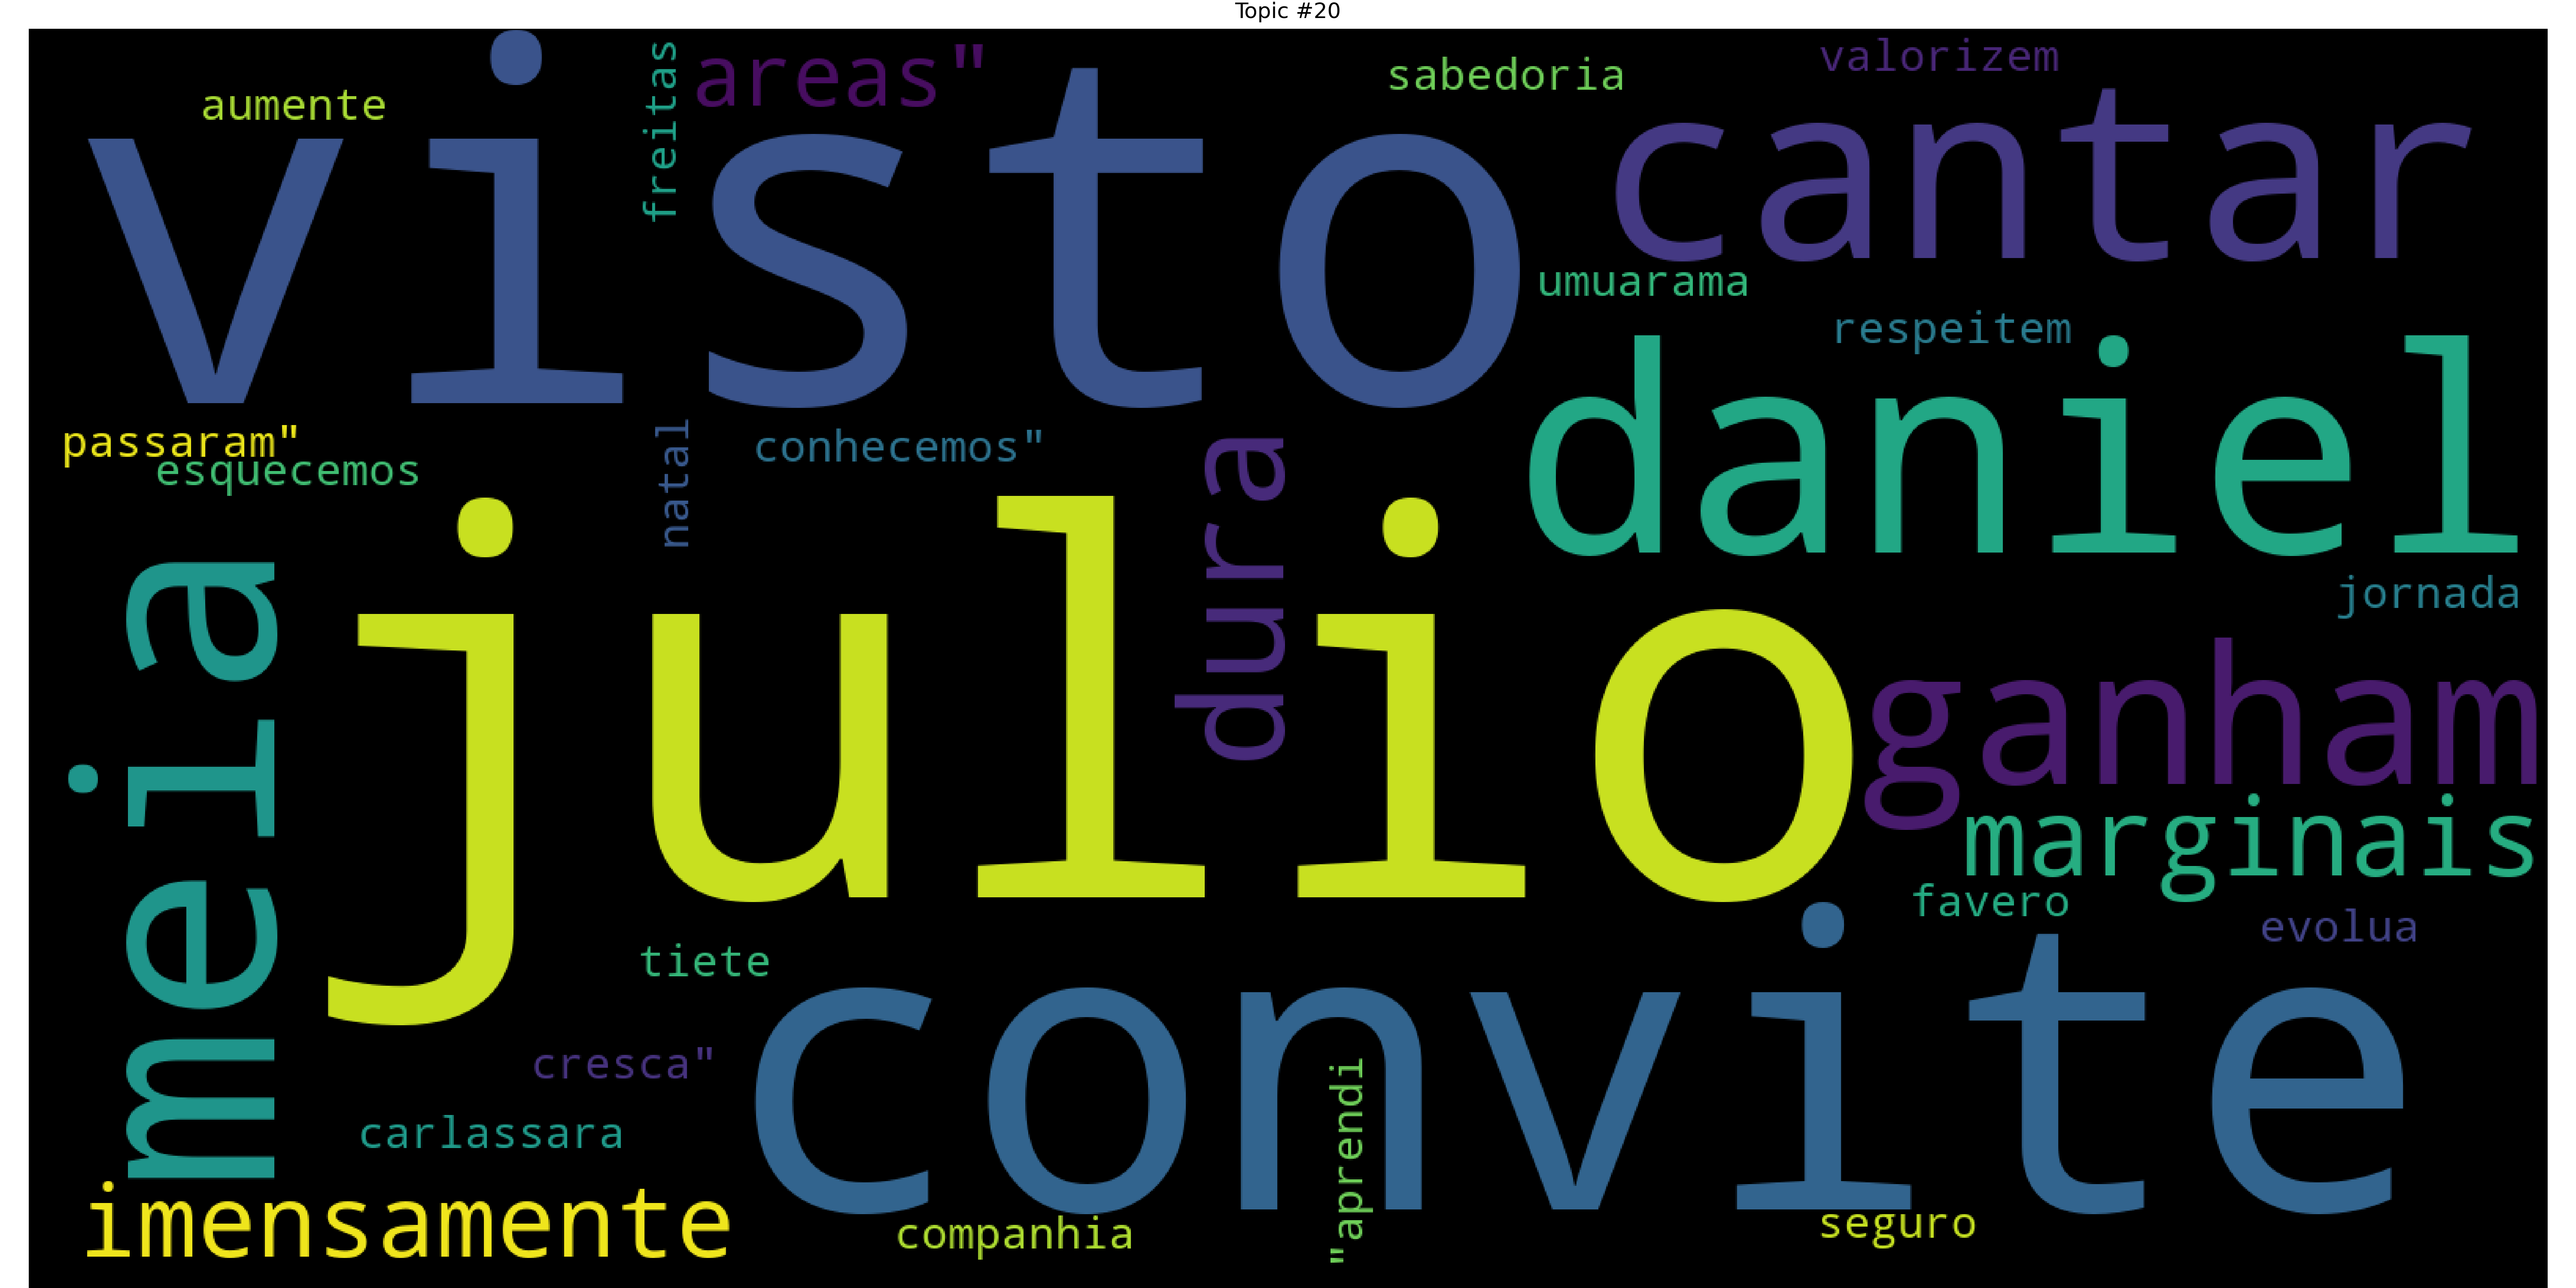 Topic #20
visto
aumente
freitas
areas"
sabedoria
valorizem
cantar
umuarama
respeitem
daniel
passaram"
esquecemos
natal
conhecemos"
dura
julio
meia
jornada
ganham
marginais
favero
evolua
tiete
convite
cresca"
carlassara
imensamente
companhia
"aprendi
seguro